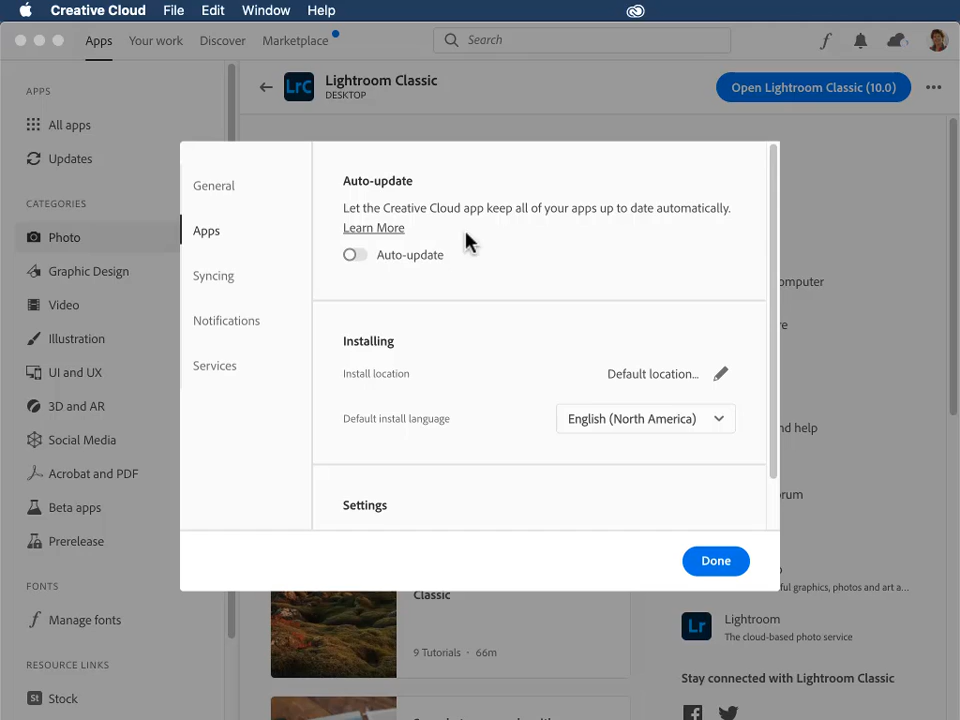 Creative Cloud File Edit Window Help
Apps Your work Discover Marketplace Search
APPS
All apps
Updates
CATEGORIES
Photo
Graphic Design
Video
Illustration
UI and UX
3D and AR
Social Media
Acrobat and PDF
Beta apps
Prerelease
FONTS
Manage fonts
RESOURCE LINKS
St Stock
LrC Lightroom Classic
DESKTOP
Open Lightroom Classic (10.0)
General
Apps
Syncing
Notifications
Services
Auto-update
Let the Creative Cloud app keep all of your apps up to date automatically.
Learn More
Auto-update
Installing
Install location Default location...
Default install language English (North America)
Settings
Done
omputer
nd help
orum
ful graphics, photos and art a...
Classic
9 Tutorials · 66m
Lr Lightroom
The cloud-based photo service
Stay connected with Lightroom Classic